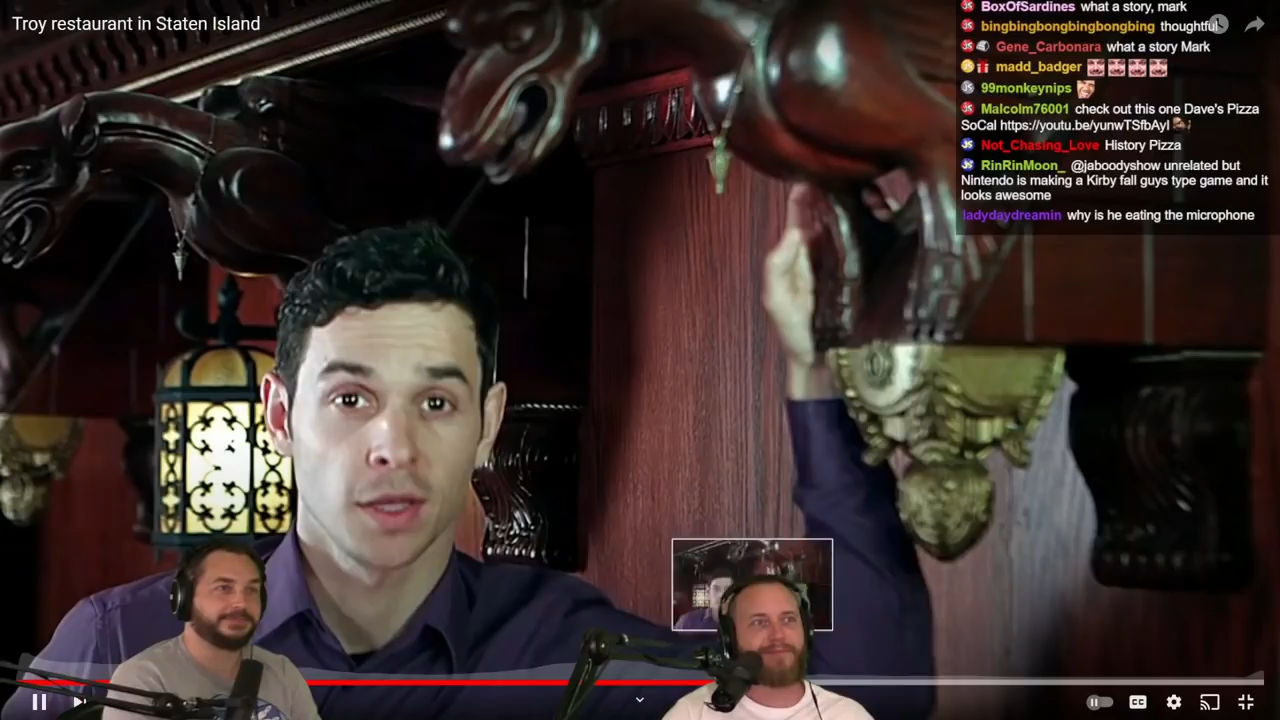 Troy restaurant in Staten Island
BoxOfSardines what a story, mark
bingbingbongbingbongbing thoughtful
Gene_Carbonara what a story Mark
madd_badger
99monkeynips
Malcolm76001 check out this one Dave's Pizza
SoCal https://youtu.be/yunwTSfbAyI
Not_Chasing_Love History Pizza
RinRinMoon_ @jaboodyshow unrelated but
Nintendo is making a Kirby fall guys type game and it
looks awesome
ladydaydreamin why is he eating the microphone
CC